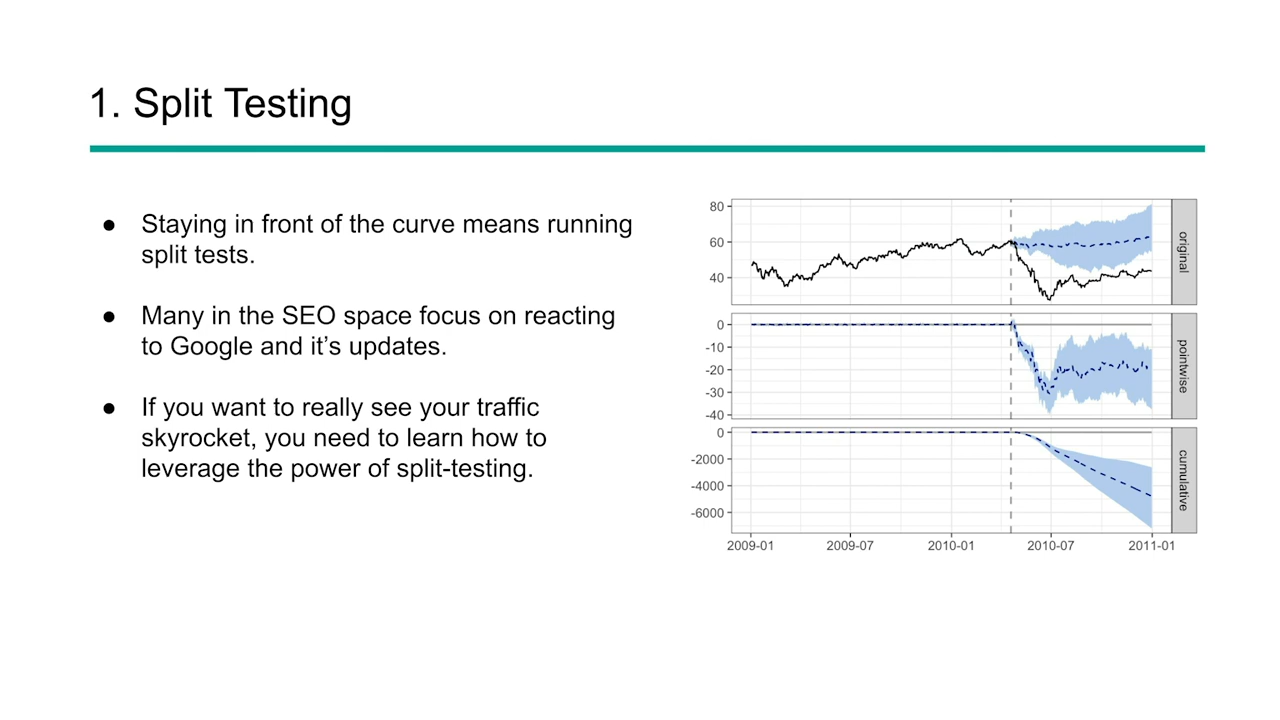 1. Split Testing
● Staying in front of the curve means running
split tests.
● Many in the SEO space focus on reacting
to Google and it’s updates.
● If you want to really see your traffic
skyrocket, you need to learn how to
leverage the power of split-testing.
80
60
40
original
0
-10
-20
-30
-40
pointwise
0
-2000
-4000
-6000
cumulative
2009-01 2009-07 2010-01 2010-07 2011-01